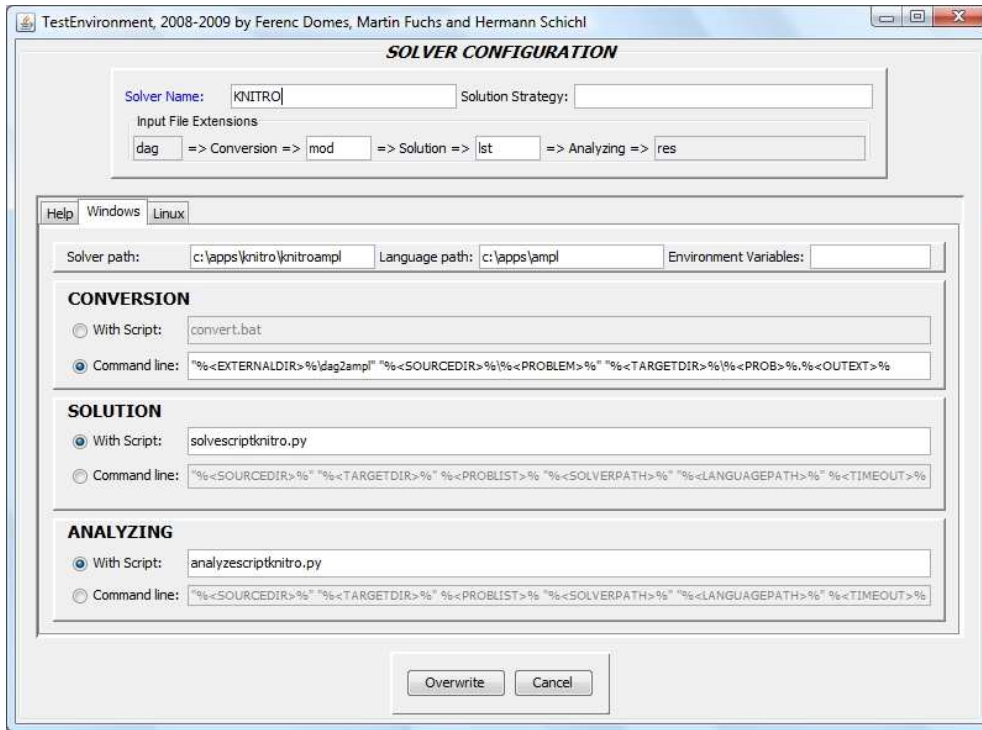 TestEnvironment, 2008-2009 by Ferenc Domes, Martin Fuchs and Hermann Schichl
SOLVER CONFIGURATION
Solver Name: KNITRO Solution Strategy:
Input File Extensions
dag => Conversion => mod => Solution => lst => Analyzing => res
Help Windows Linux
Solver path: c:\apps\knitro\knitroampl Language path: c:\apps\ampl Environment Variables:
CONVERSION
With Script: convert.bat
Command line: "%<EXTERNALDIR>%\dag2ampl" "%<SOURCEDIR>%\%<PROBLEM>%" "%<TARGETDIR>%\%<PROB>%.%<OUTEXT>%
SOLUTION
With Script: solvescriptknitro.py
Command line: "%<SOURCEDIR>%" "%<TARGETDIR>%" %<PROBLIST>% "%<SOLVERPATH>%" "%<LANGUAGEPATH>%" %<TIMEOUT>%
ANALYZING
With Script: analyzescriptknitro.py
Command line: "%<SOURCEDIR>%" "%<TARGETDIR>%" %<PROBLIST>% "%<SOLVERPATH>%" "%<LANGUAGEPATH>%" %<TIMEOUT>%
Overwrite Cancel